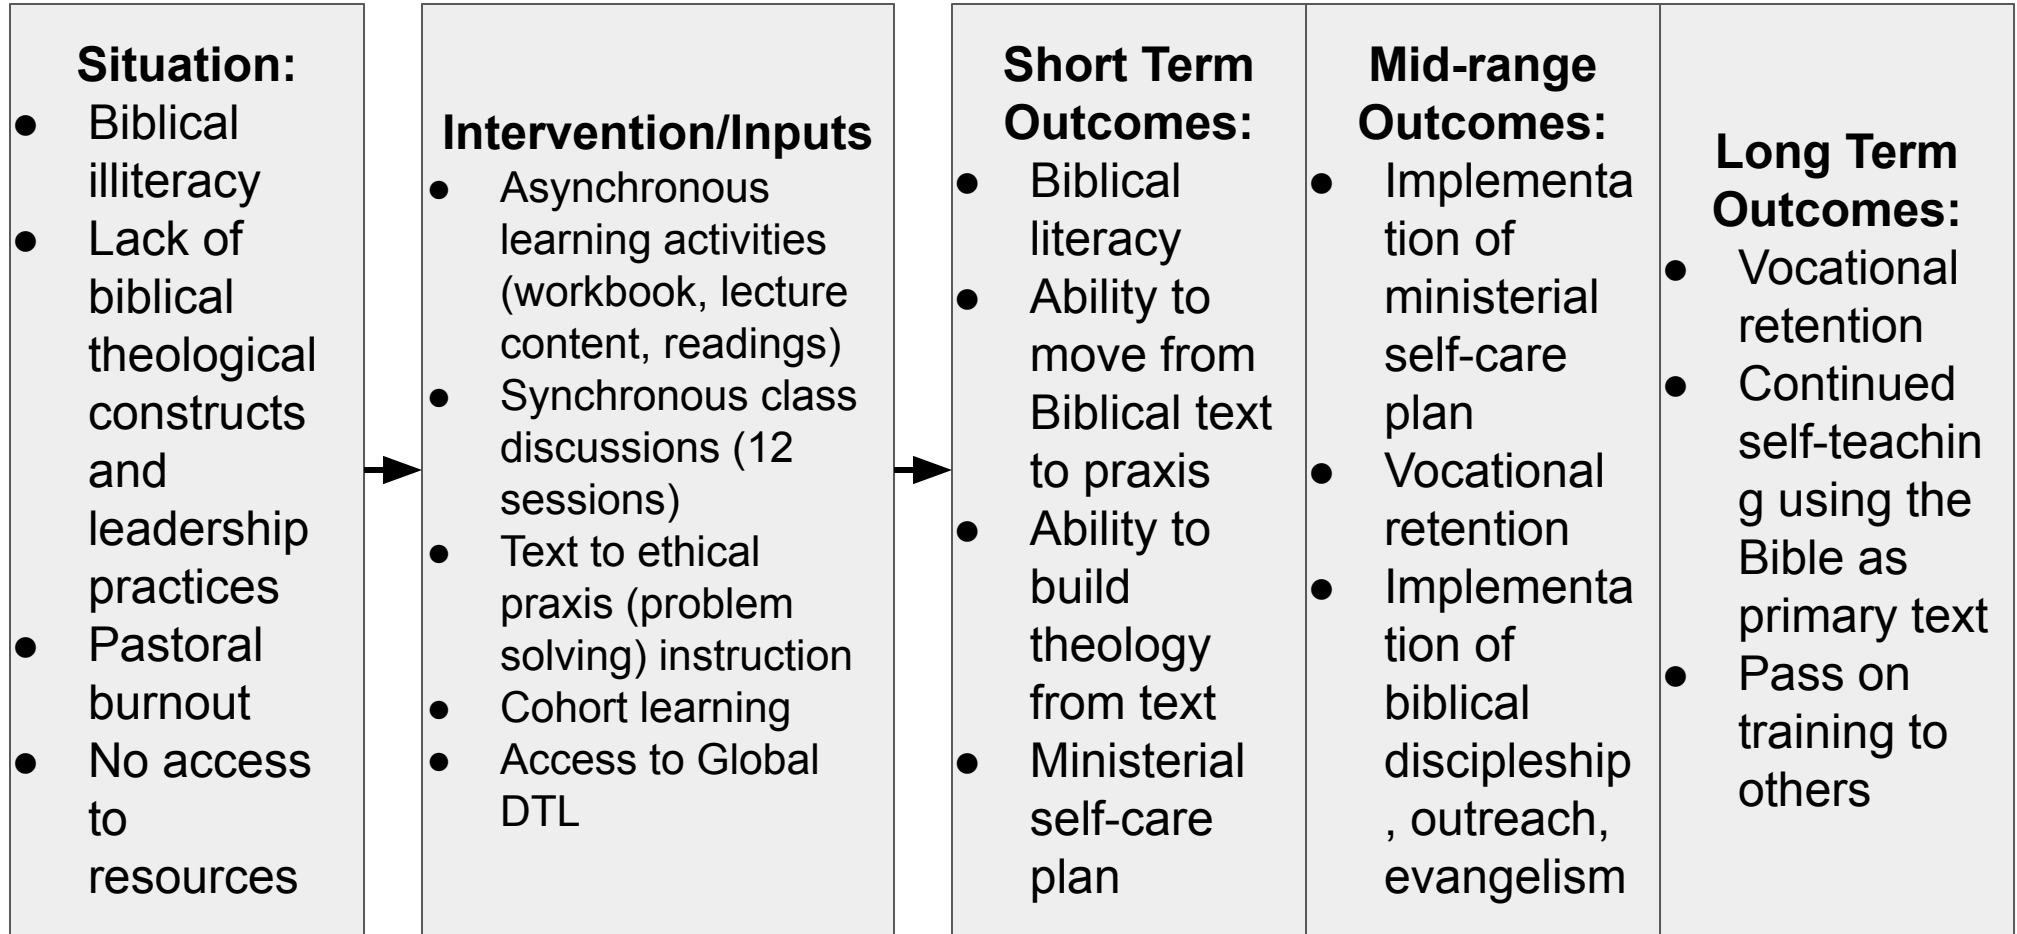 Situation:
● Biblical
illiteracy
● Lack of
biblical
theological
constructs
and
leadership
practices
● Pastoral
burnout
● No access
to
resources
Intervention/Inputs
● Asynchronous
learning activities
(workbook, lecture
content, readings)
● Synchronous class
discussions (12
sessions)
● Text to ethical
praxis (problem
solving) instruction
● Cohort learning
● Access to Global
DTL
Short Term
Outcomes:
● Biblical
literacy
● Ability to
move from
Biblical text
to praxis
● Ability to
build
theology
from text
● Ministerial
self-care
plan
Mid-range
Outcomes:
● Implementa
tion of
ministerial
self-care
plan
● Vocational
retention
● Implementa
tion of
biblical
discipleship
, outreach,
evangelism
Long Term
Outcomes:
● Vocational
retention
● Continued
self-teachin
g using the
Bible as
primary text
● Pass on
training to
others